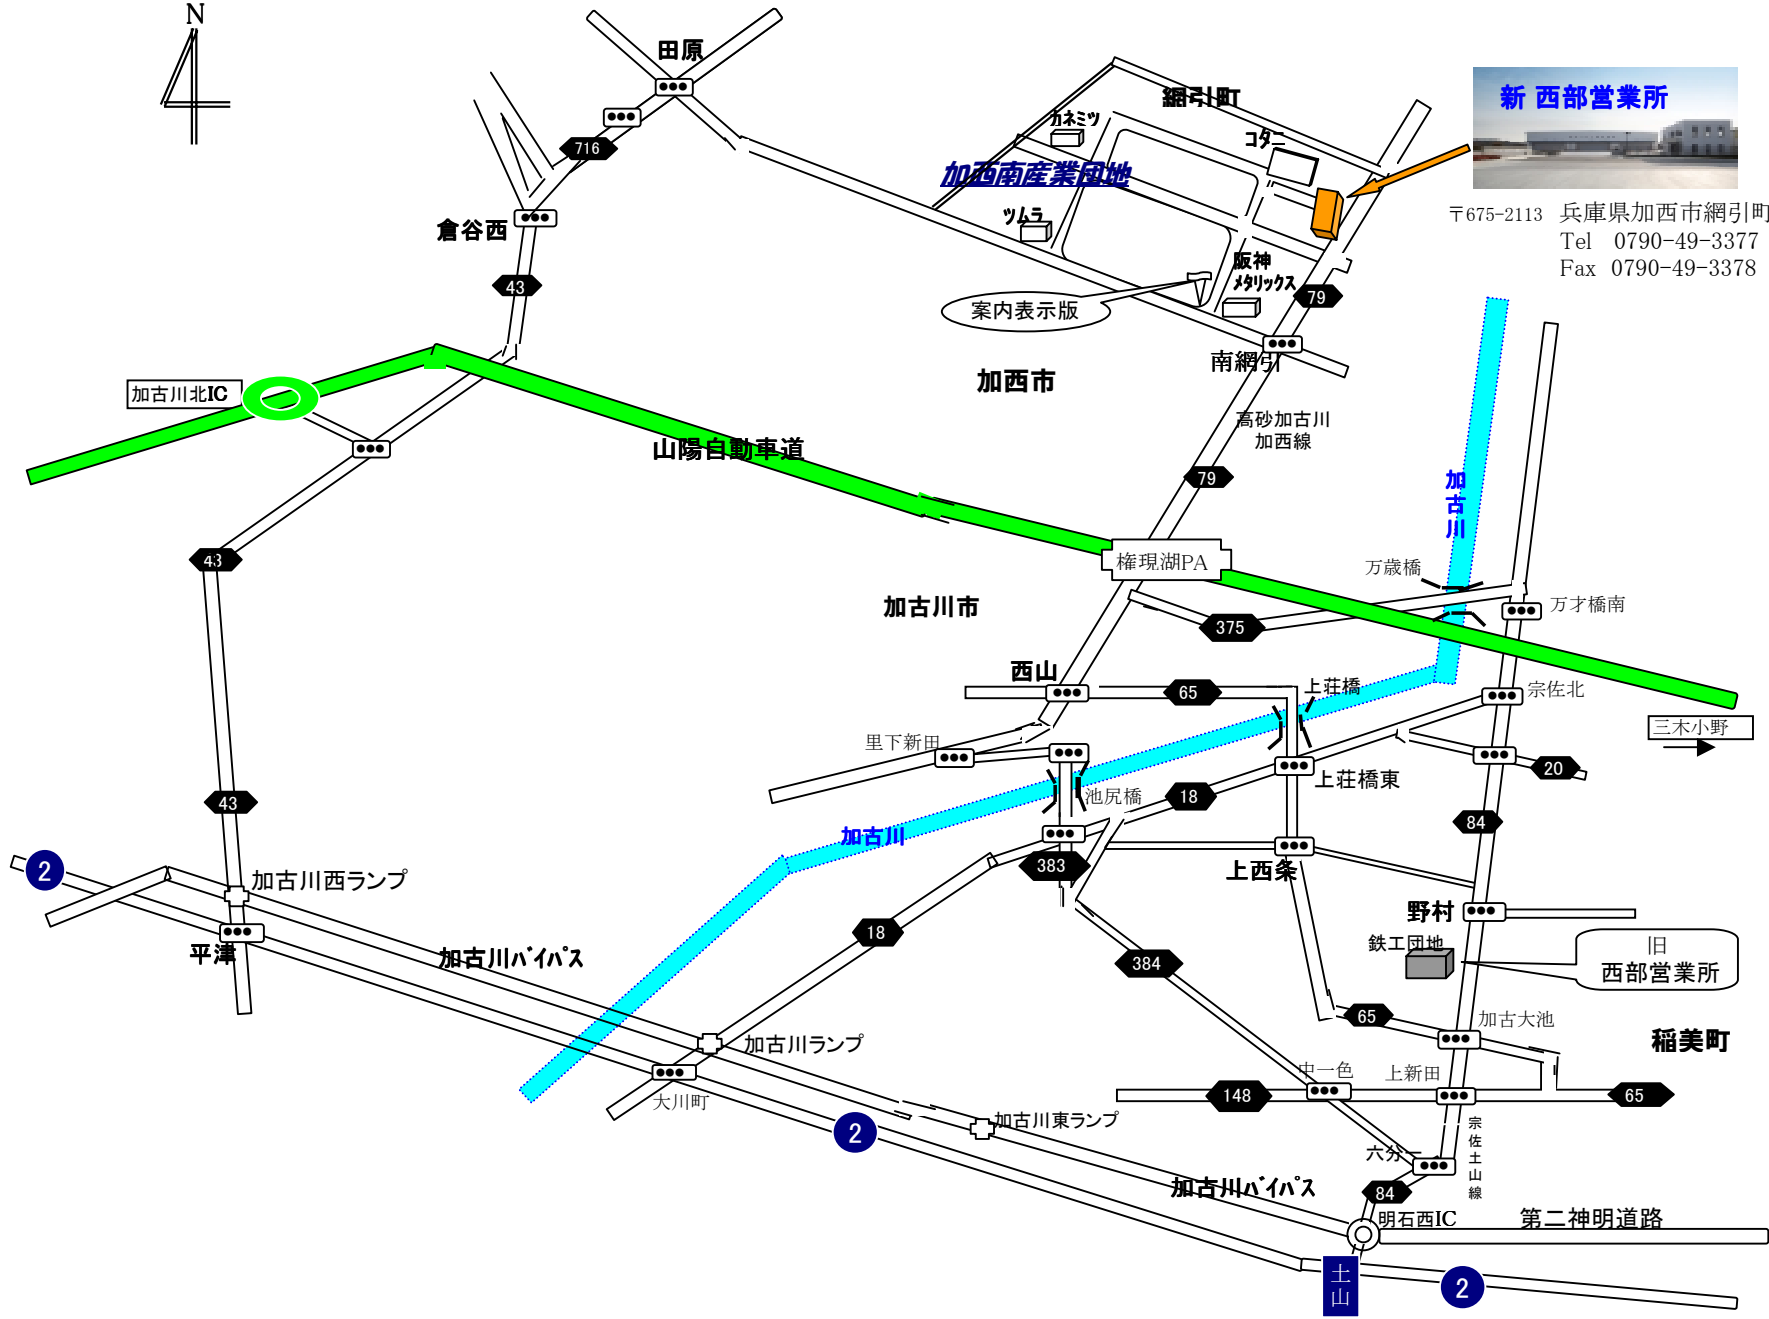 N
田原
網引町
カネミツ
コタニ
新 西部営業所
716
加西南産業団地
ツムラ
〒675-2113 兵庫県加西市網引町
Tel 0790-49-3377
Fax 0790-49-3378
倉谷西
阪神
メタリックス
43
79
案内表示版
南網引
加西市
加古川北IC
高砂加古川
加西線
山陽自動車道
79
加古川
43
権現湖PA
万歳橋
加古川市
万才橋南
375
西山
65
上荘橋
宗佐北
三木小野
里下新田
20
上荘橋東
池尻橋
18
43
84
加古川
2
383
上西条
加古川西ランプ
野村
18
平津
加古川バイパス
384
鉄工団地
旧
西部営業所
65
加古大池
稲美町
加古川ランプ
大川町
中一色
上新田
148
65
2
加古川東ランプ
宗佐土山線
六分一
加古川バイパス
84
明石西IC
第二神明道路
土山
2